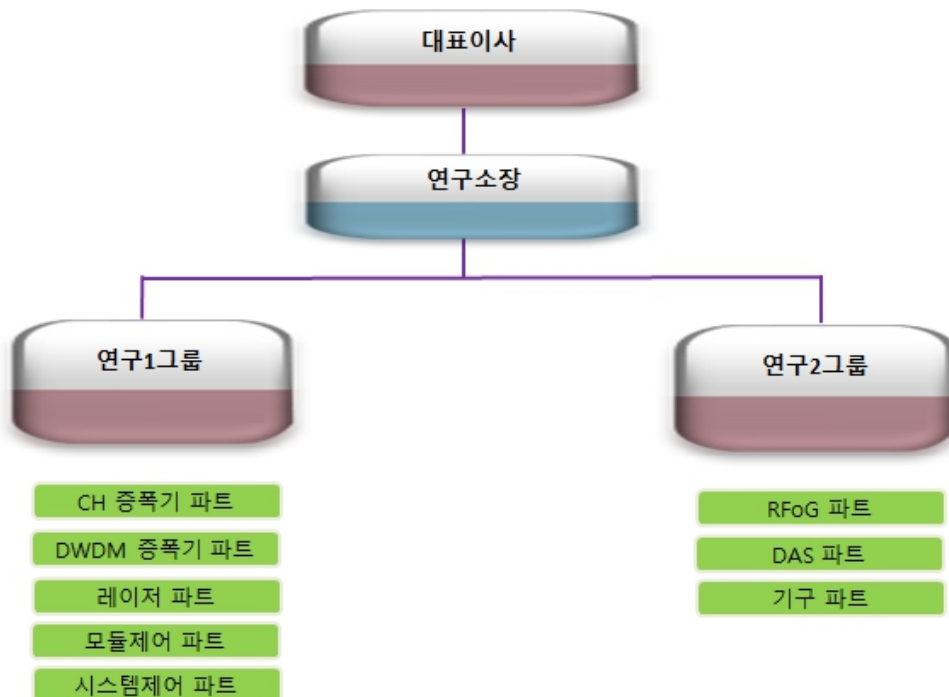 대표이사
연구소장
연구1그룹
연구2그룹
CH 증폭기 파트
DWDM 증폭기 파트
레이저 파트
모듈제어 파트
시스템제어 파트
RFoG 파트
DAS 파트
기구 파트